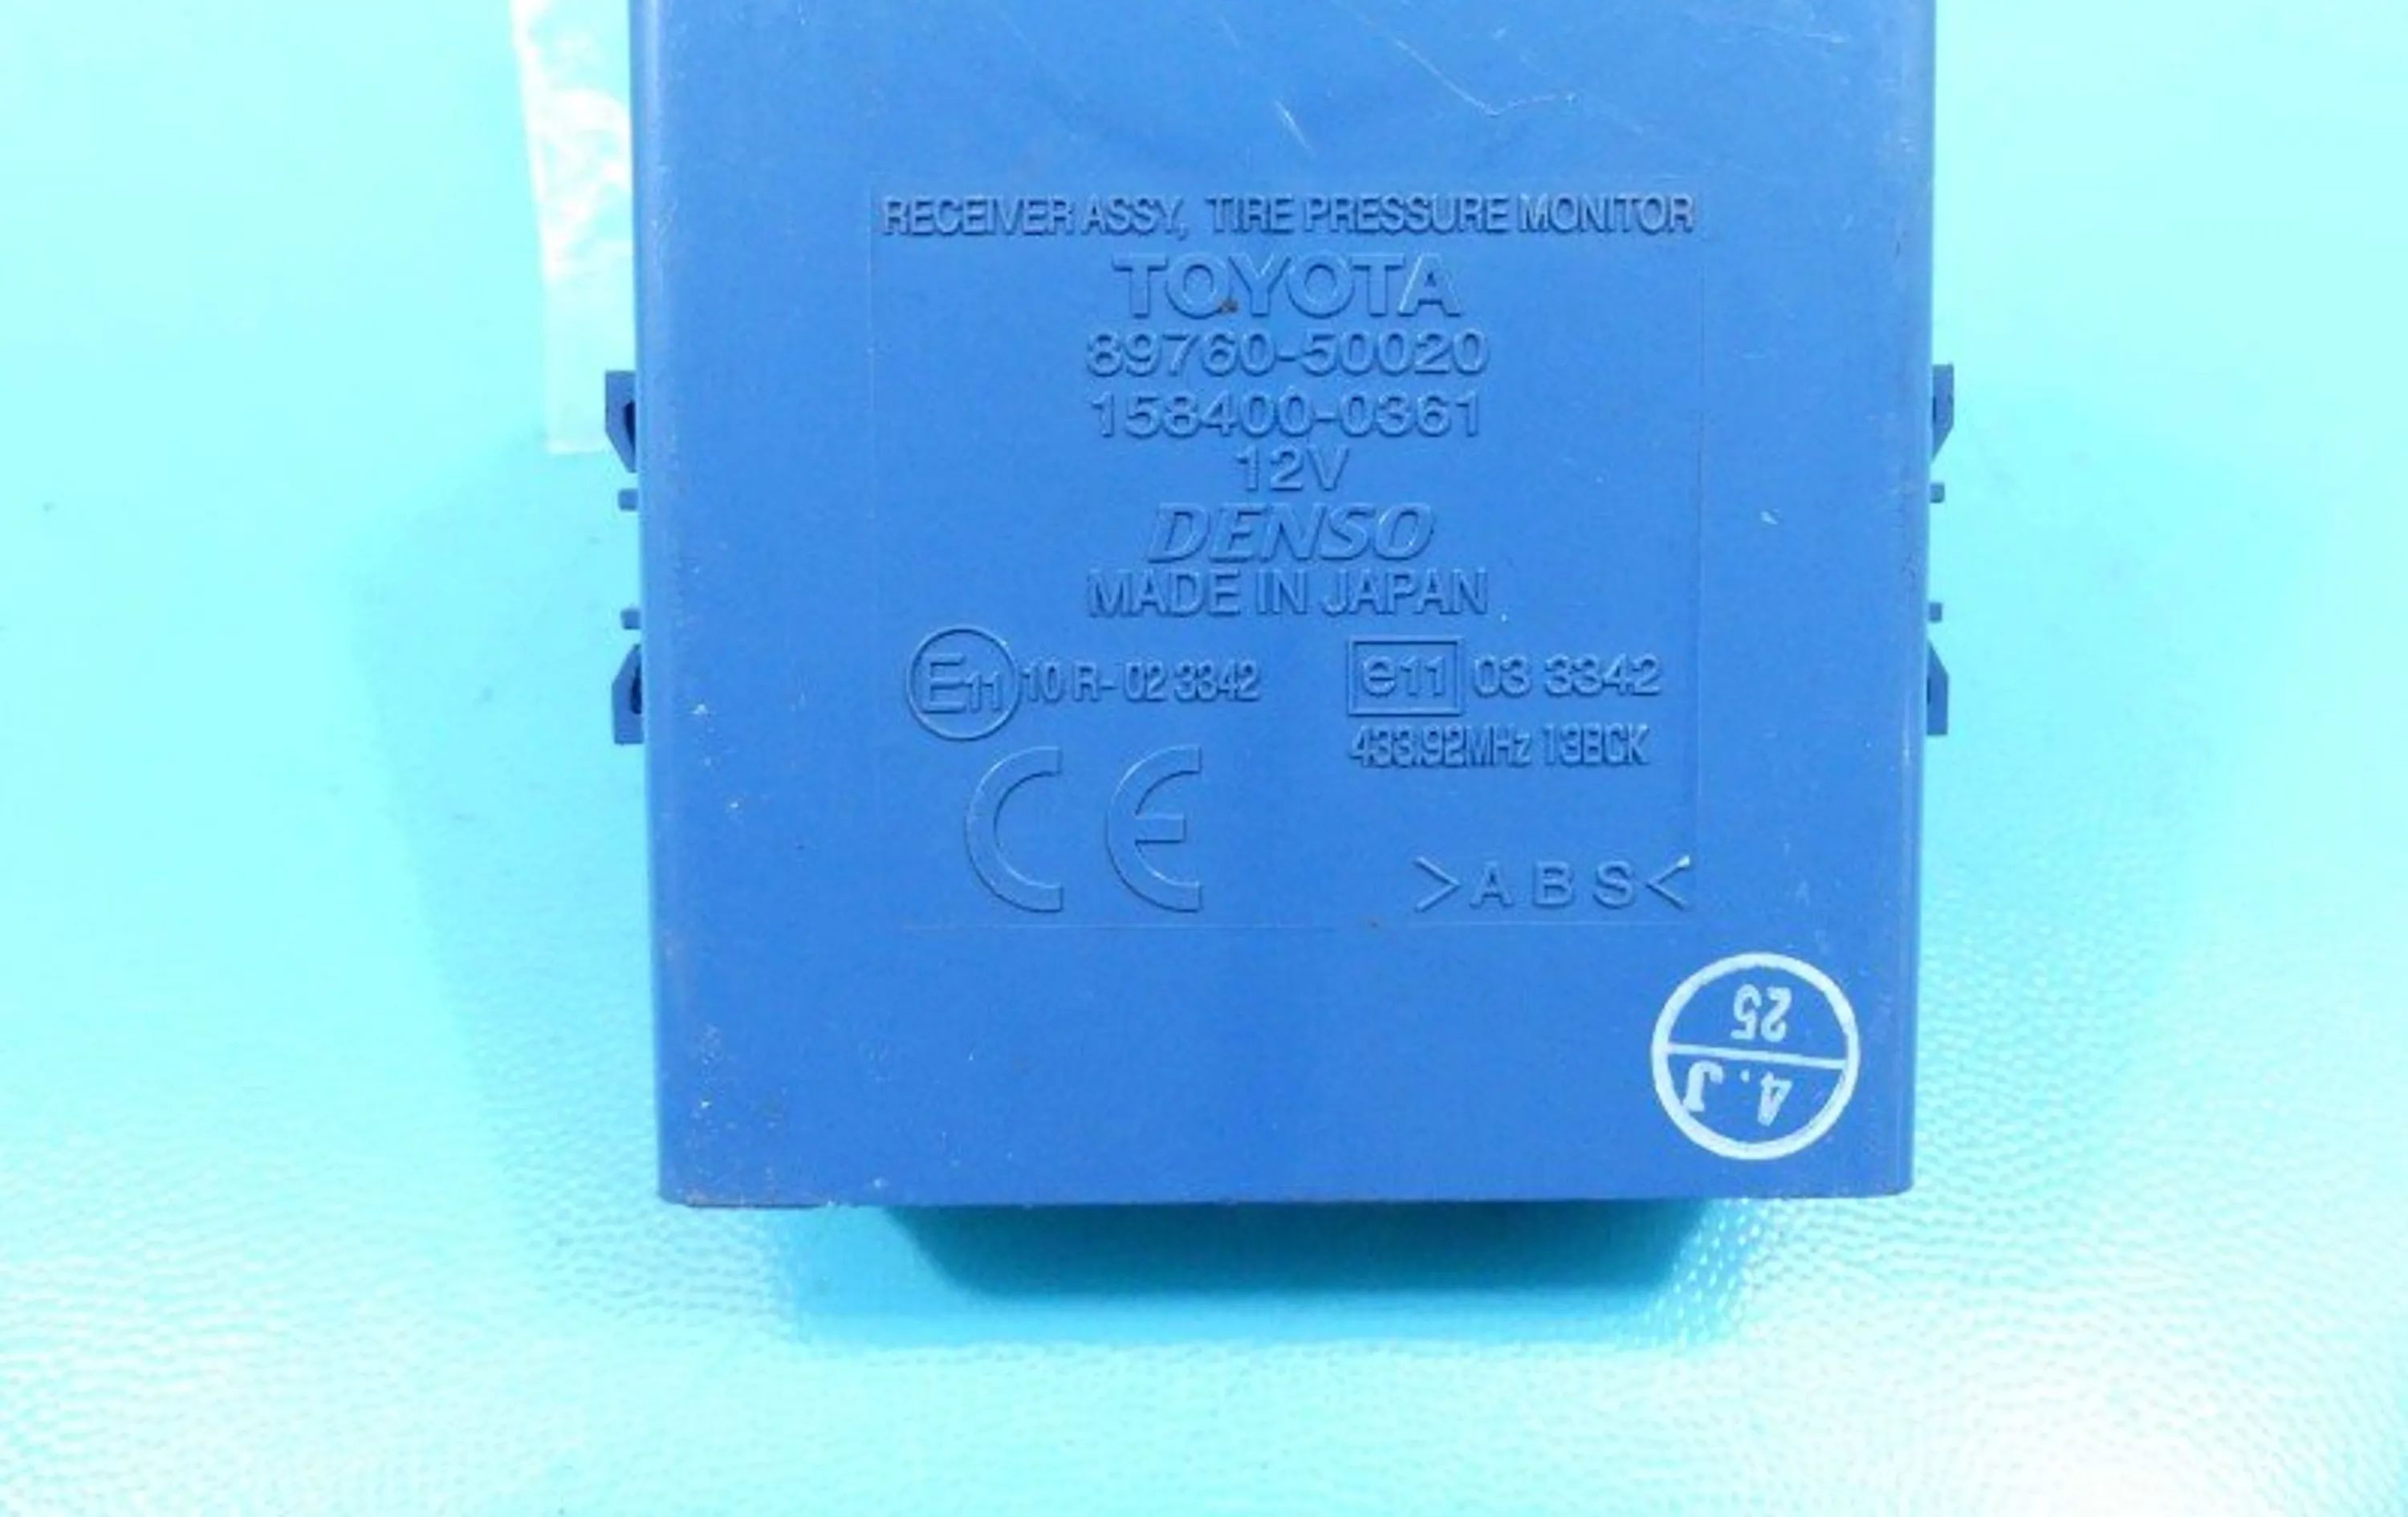 RECEIVER ASSY, TIRE PRESSURE MONITOR
TOYOTA
89760-50020
158400-0361
12V
DENSO
MADE IN JAPAN
E11 10 R- 02 3342
e11 03 3342
433.92MHz 13BCK
CE
>ABS<
4.J
25